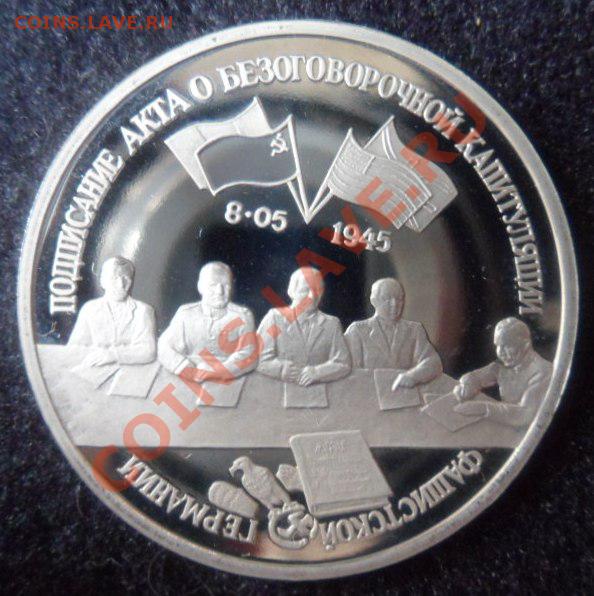 COINS.LAVE.RU
ПОДПИСАНИЕ АКТА О БЕЗОГОВОРОЧНОЙ КАПИТУЛЯЦИИ
8•05
1945
COINS.LAVE.RU
ФАШИСТСКОЙ
ГЕРМАНИИ